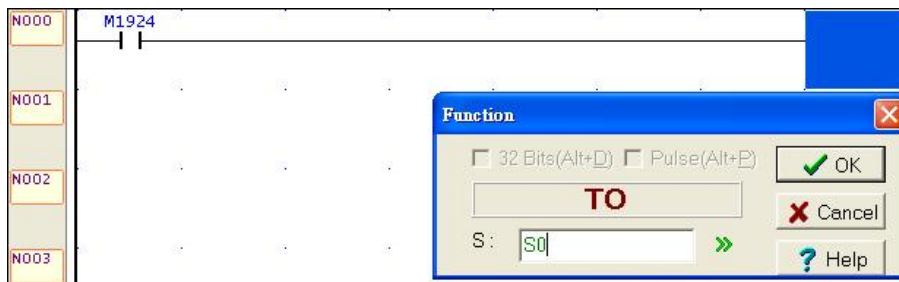 N000
M1924
N001
Function
32 Bits(Alt+D) Pulse(Alt+P)
OK
N002
TO
Cancel
S: S0
N003
Help